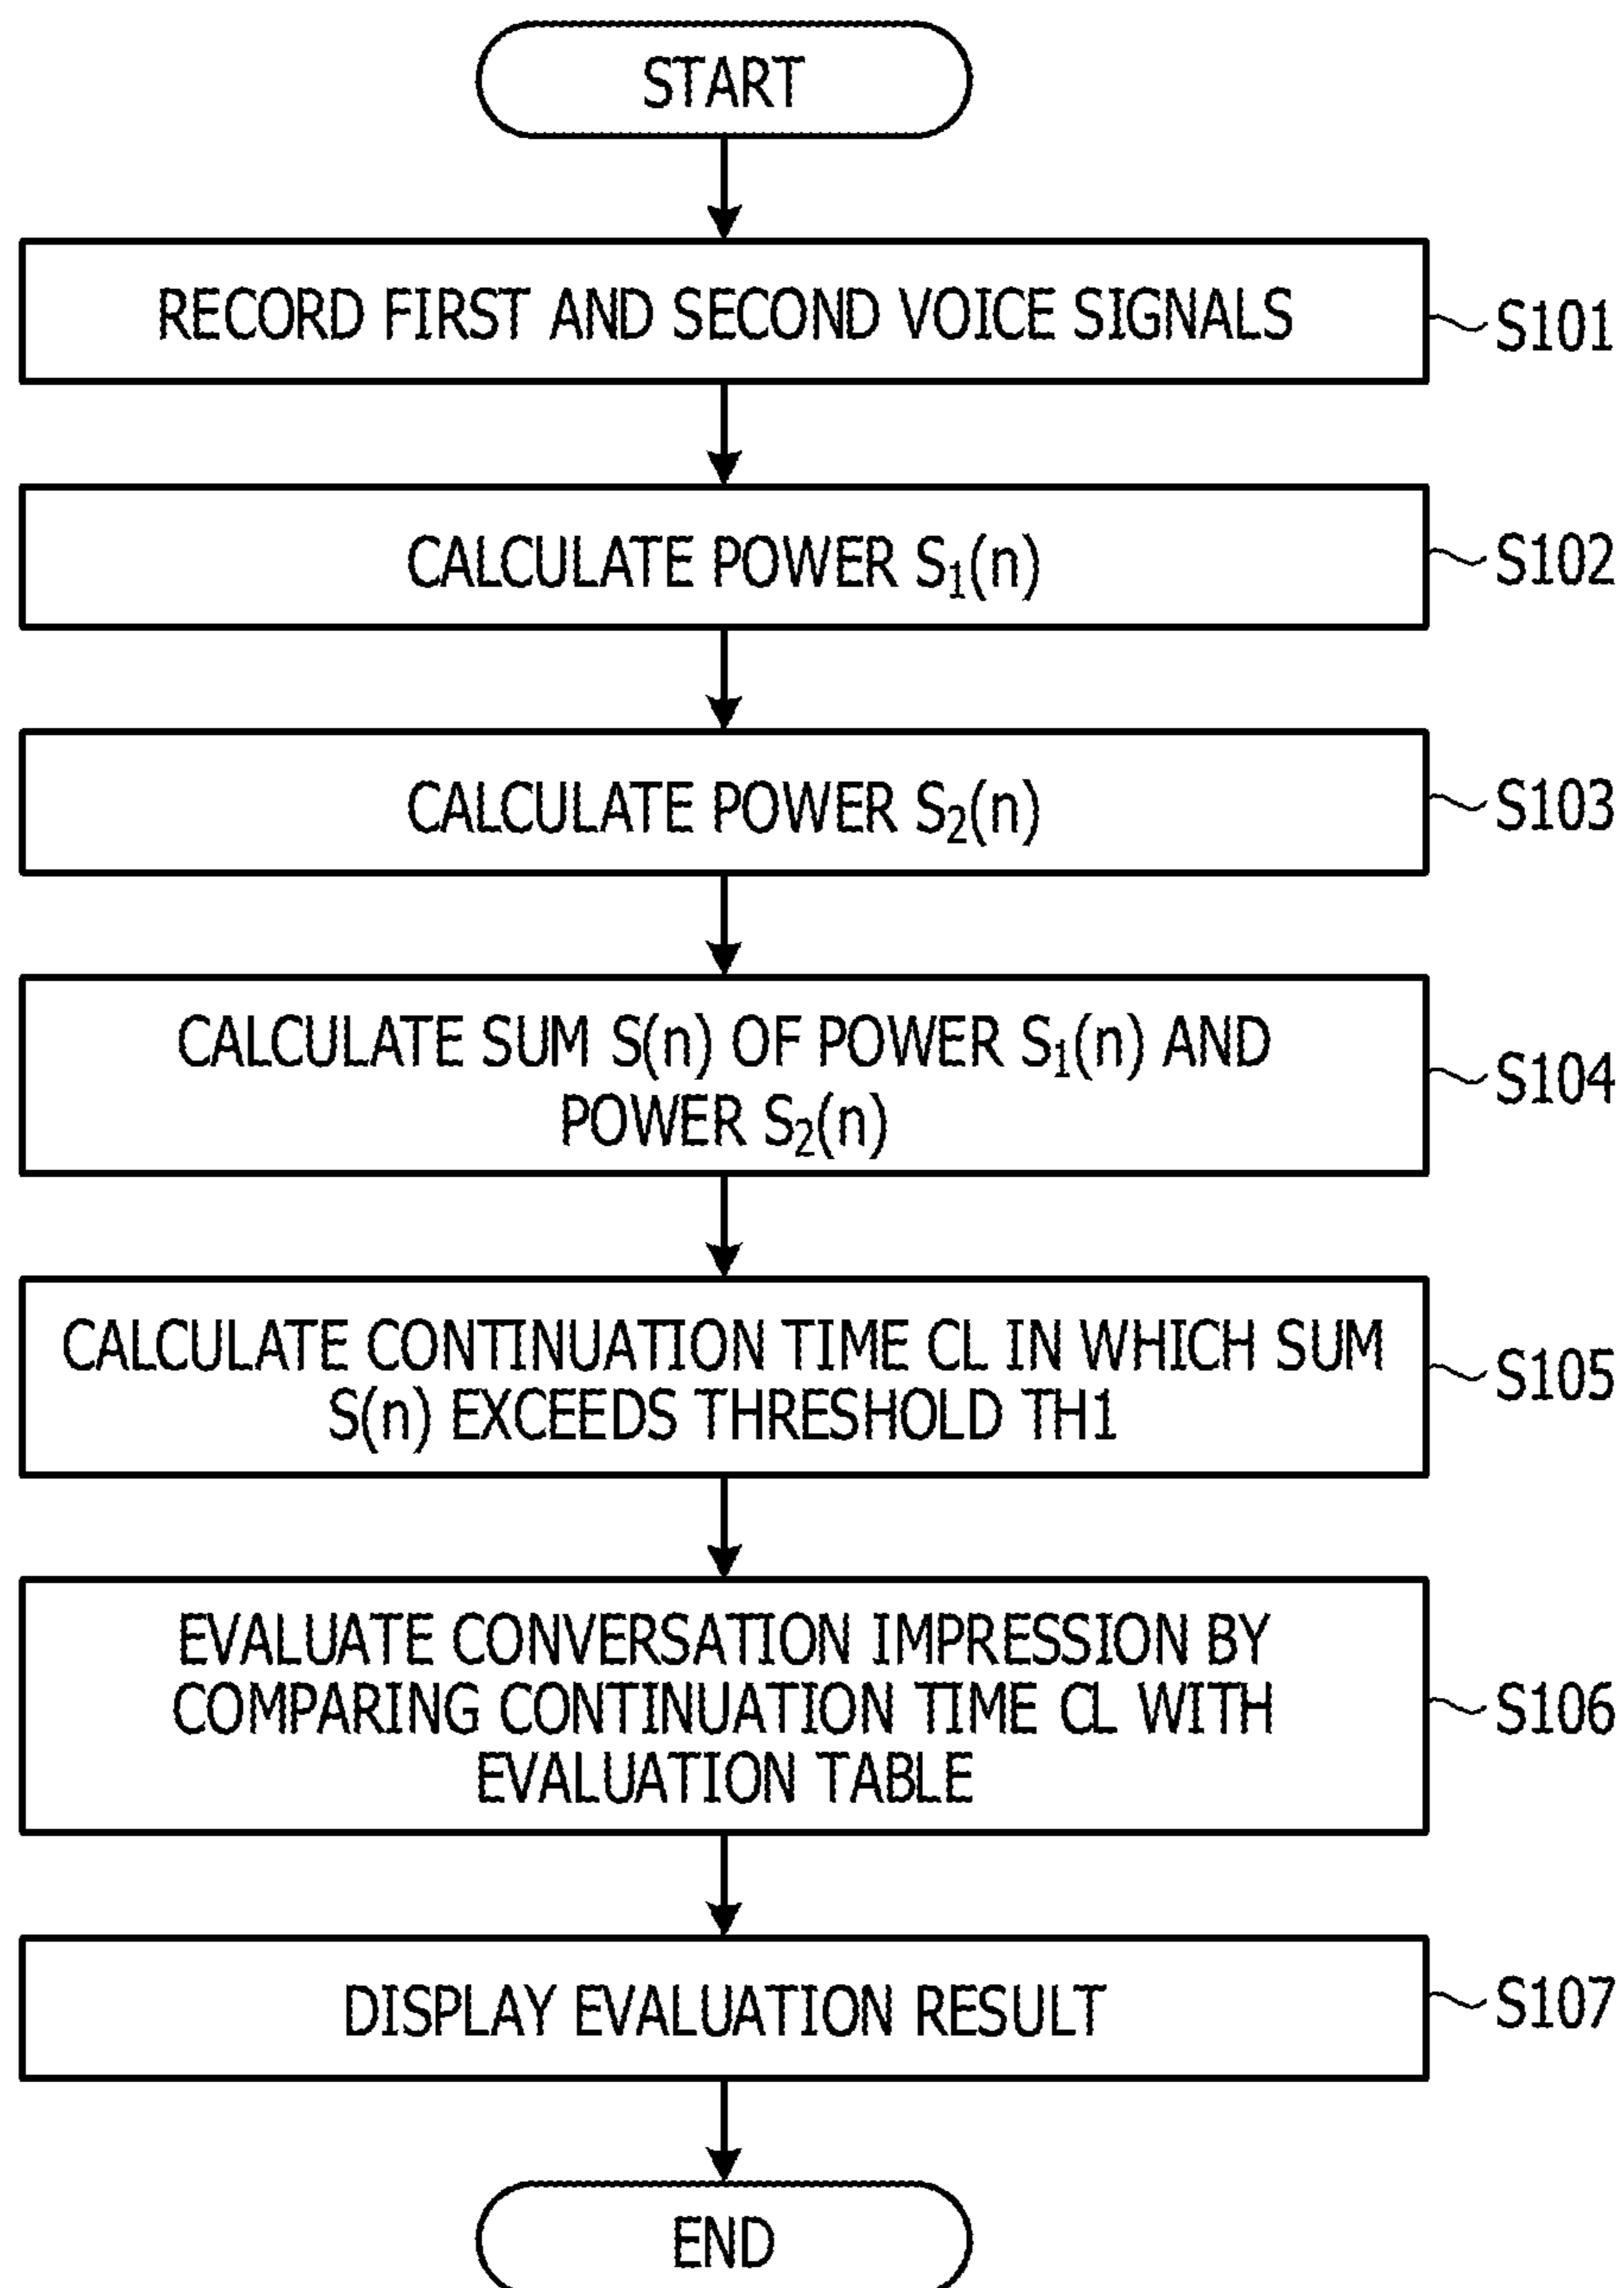 START
RECORD FIRST AND SECOND VOICE SIGNALS
S101
CALCULATE POWER S₁(n)
S102
CALCULATE POWER S₂(n)
S103
CALCULATE SUM S(n) OF POWER S₁(n) AND
POWER S₂(n)
S104
CALCULATE CONTINUATION TIME CL IN WHICH SUM
S(n) EXCEEDS THRESHOLD TH1
S105
EVALUATE CONVERSATION IMPRESSION BY
COMPARING CONTINUATION TIME CL WITH
EVALUATION TABLE
S106
DISPLAY EVALUATION RESULT
S107
END